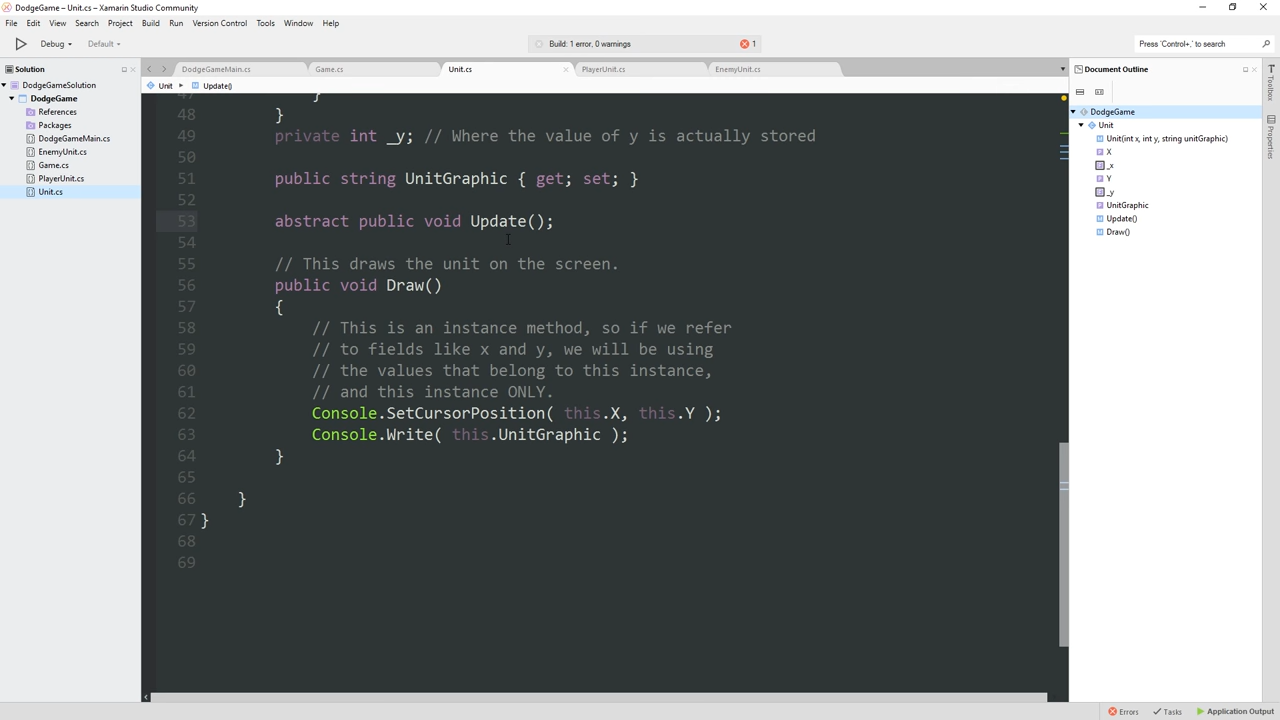 DodgeGame – Unit.cs – Xamarin Studio Community
File Edit View Search Project Build Run Version Control Tools Window Help
Debug Default Build: 1 error, 0 warnings 1 Press 'Control+,' to search
Solution
DodgeGameSolution
DodgeGame
References
Packages
DodgeGameMain.cs
EnemyUnit.cs
Game.cs
PlayerUnit.cs
Unit.cs
DodgeGameMain.cs Game.cs Unit.cs PlayerUnit.cs EnemyUnit.cs
Unit Update()
47 }
48 }
49 private int _y; // Where the value of y is actually stored
50
51 public string UnitGraphic { get; set; }
52
53 abstract public void Update();
54
55 // This draws the unit on the screen.
56 public void Draw()
57 {
58 // This is an instance method, so if we refer
59 // to fields like x and y, we will be using
60 // the values that belong to this instance,
61 // and this instance ONLY.
62 Console.SetCursorPosition( this.X, this.Y );
63 Console.Write( this.UnitGraphic );
64 }
65
66 }
67 }
68
69
Document Outline
DodgeGame
Unit
Unit(int x, int y, string unitGraphic)
X
_x
Y
_y
UnitGraphic
Update()
Draw()
Toolbox
Properties
Errors Tasks Application Output